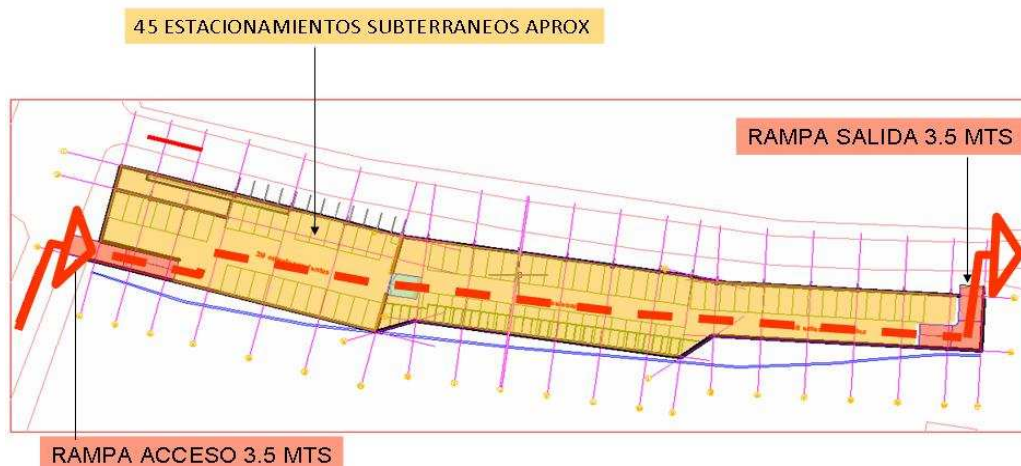 45 ESTACIONAMIENTOS SUBTERRANEOS APROX
RAMPA SALIDA 3.5 MTS
RAMPA ACCESO 3.5 MTS